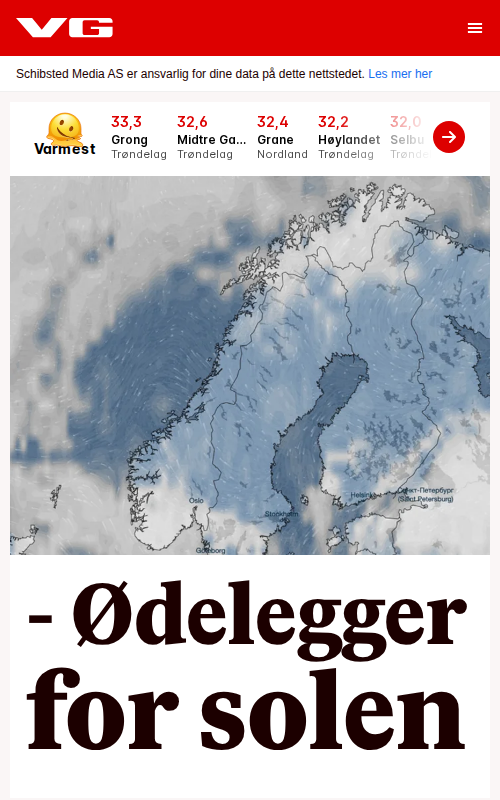 VG
Schibsted Media AS er ansvarlig for dine data på dette nettstedet. Les mer her
Varmest
33,3
Grong
Trøndelag
32,6
Midtre Ga...
Trøndelag
32,4
Grane
Nordland
32,2
Høylandet
Trøndelag
32,0
Selbu
Oslo
Stockholm
Göteborg
Helsinki
Санкт-Петербург
(Saint Petersburg)
- Ødelegger
for solen